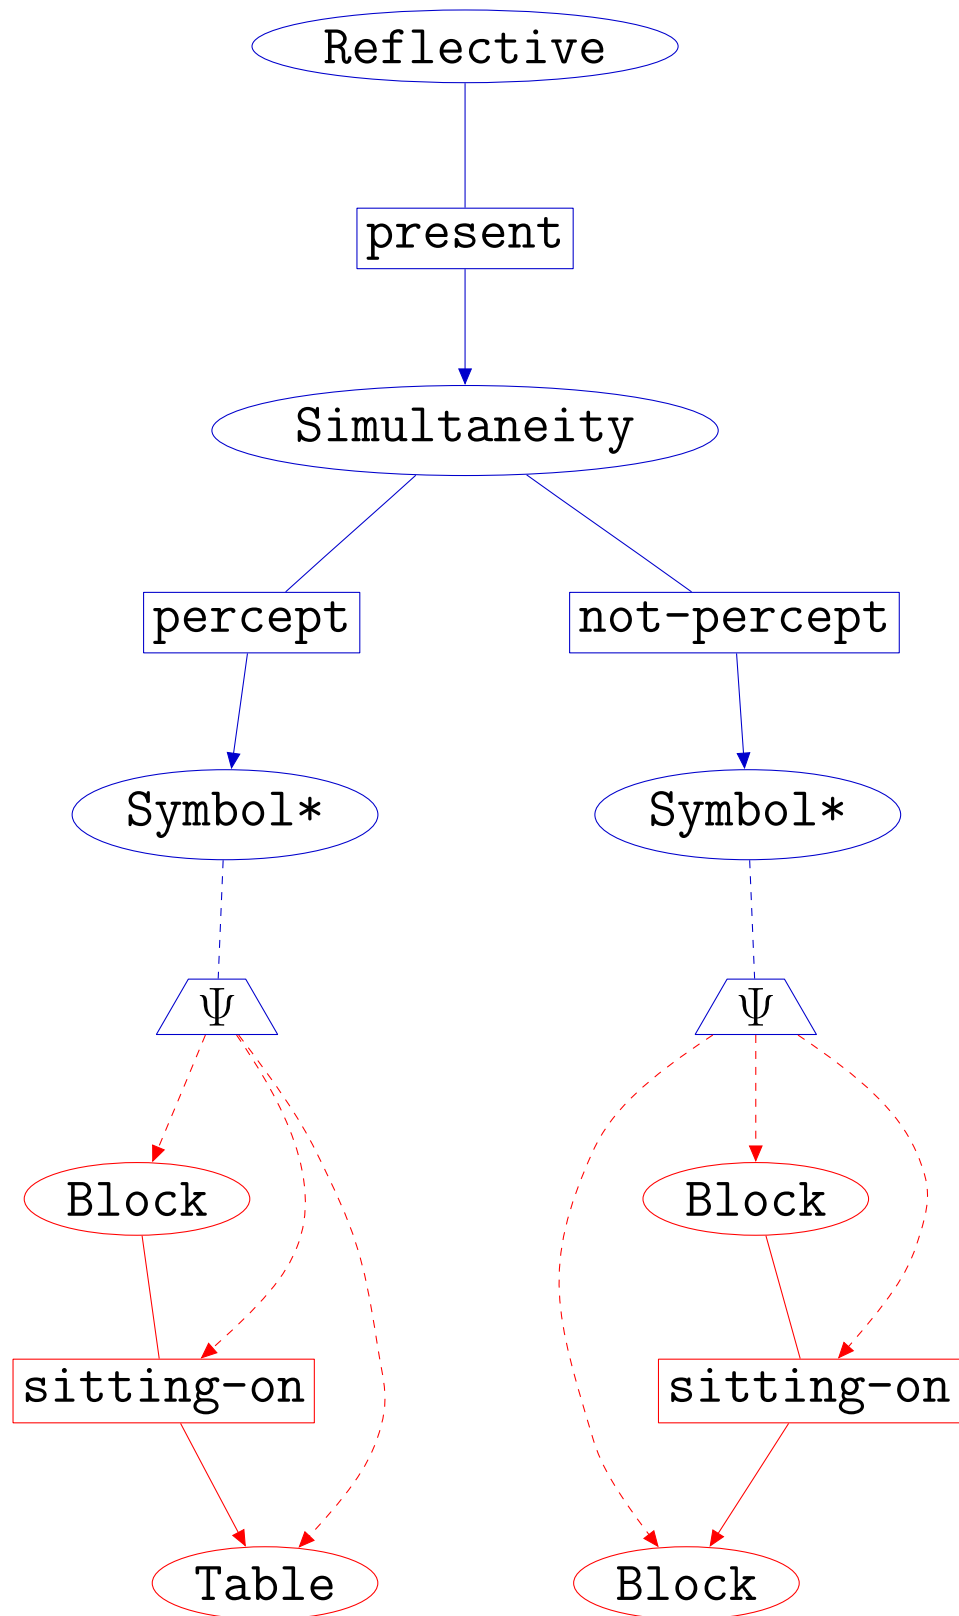 Reflective
present
Simultaneity
percept
not-percept
Symbol*
Symbol*
Ψ
Ψ
Block
Block
sitting-on
sitting-on
Table
Block